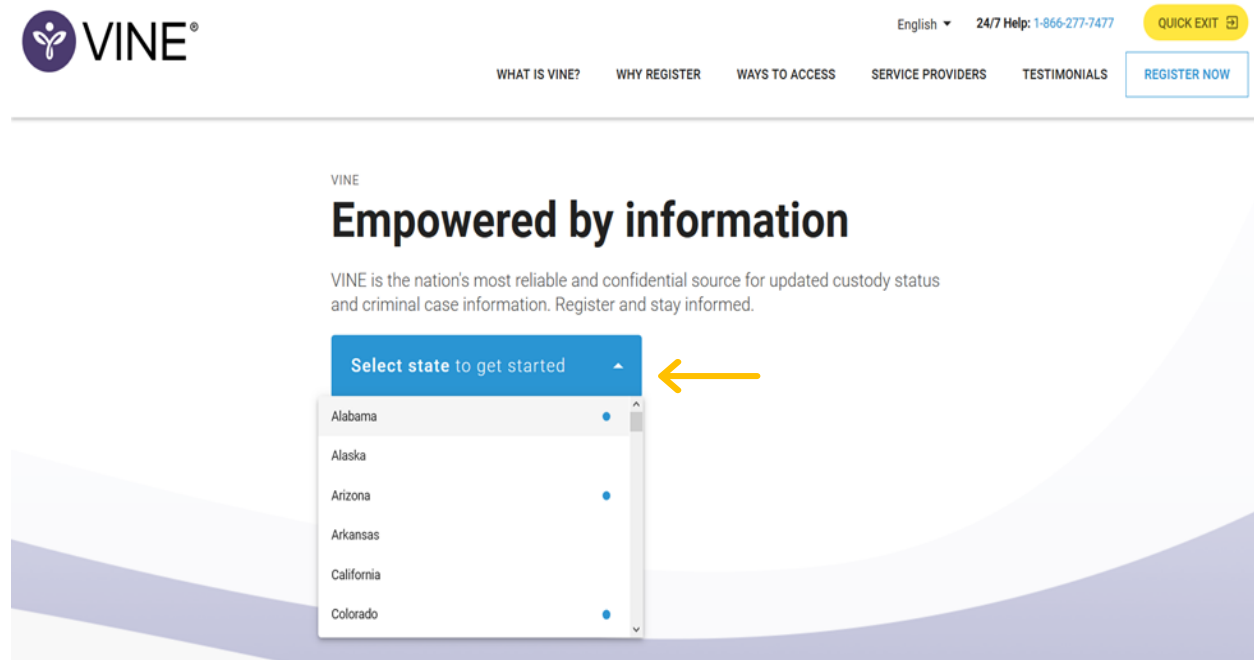 VINE®
English
24/7 Help: 1-866-277-7477
QUICK EXIT
WHAT IS VINE?
WHY REGISTER
WAYS TO ACCESS
SERVICE PROVIDERS
TESTIMONIALS
REGISTER NOW
VINE
Empowered by information
VINE is the nation's most reliable and confidential source for updated custody status
and criminal case information. Register and stay informed.
Select state to get started
Alabama
Alaska
Arizona
Arkansas
California
Colorado